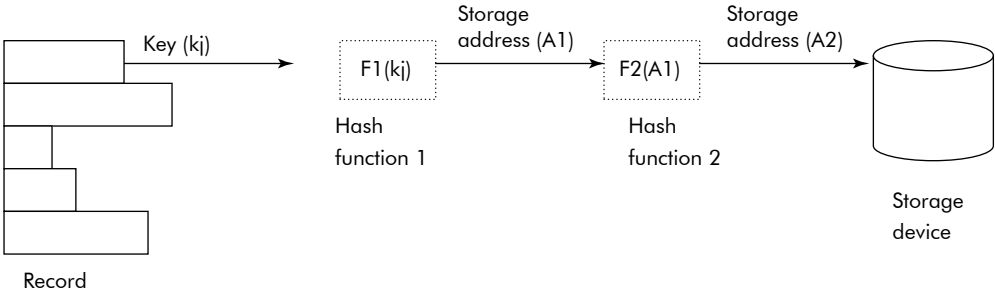 Key (kj)
Storage
address (A1)
Storage
address (A2)
F1(kj)
F2(A1)
Hash
function 1
Hash
function 2
Storage
device
Record